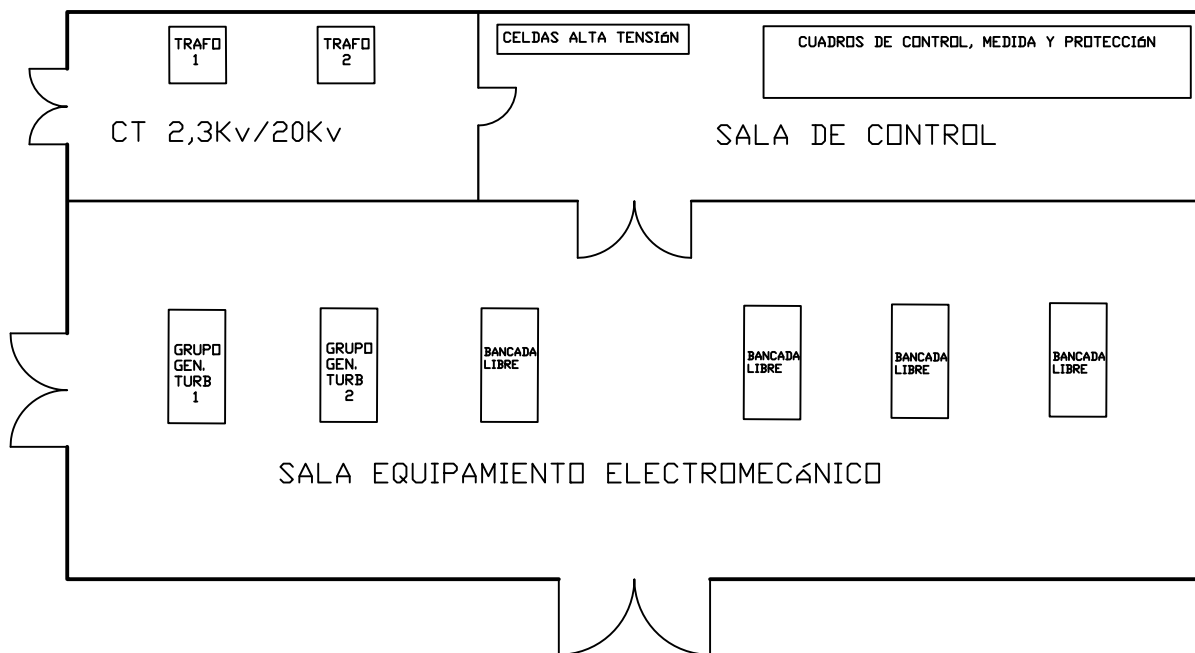 TRAFO
1
TRAFO
2
CELDAS ALTA TENSIóN
CUADROS DE CONTROL, MEDIDA Y PROTECCIóN
CT 2,3Kv/20Kv
SALA DE CONTROL
GRUPO
GEN.
TURB
1
GRUPO
GEN.
TURB
2
BANCADA
LIBRE
BANCADA
LIBRE
BANCADA
LIBRE
BANCADA
LIBRE
SALA EQUIPAMIENTO ELECTROMECáNICO